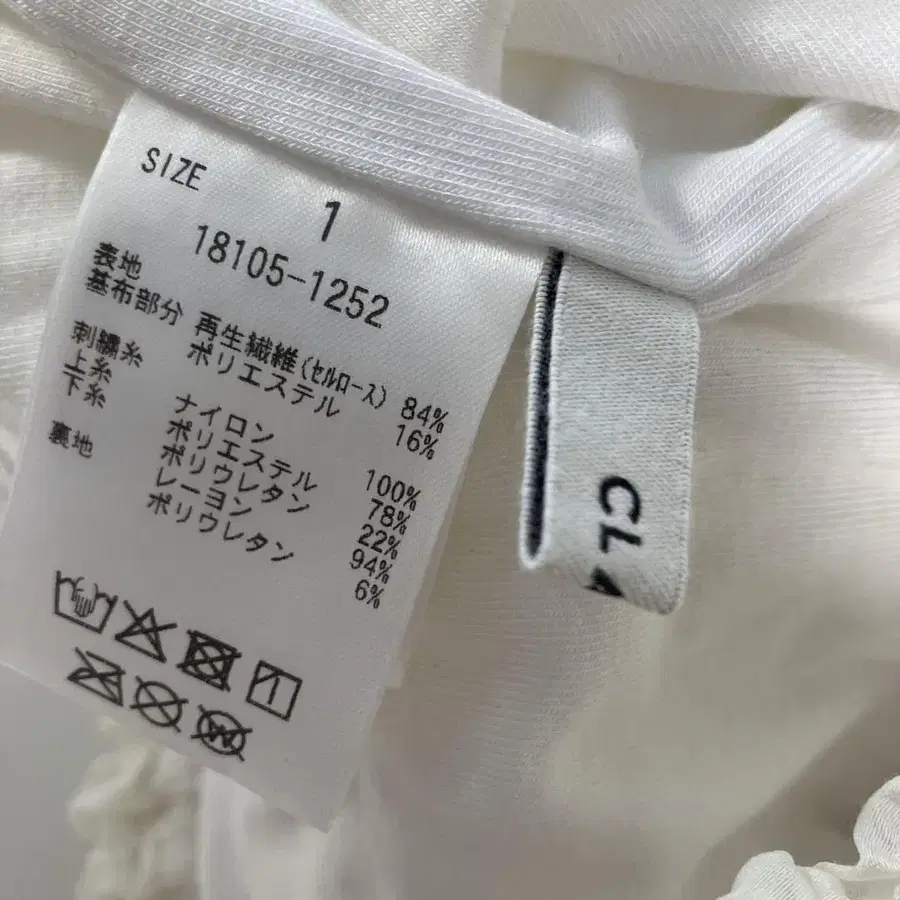 SIZE
1
18105-1252
表地
基布部分 再生繊維(セルロース) 84%
ポリエステル 16%
刺繍糸
上糸 ナイロン 100%
下糸 ポリエステル 78%
ポリウレタン 22%
裏地 レーヨン 94%
ポリウレタン 6%
CL